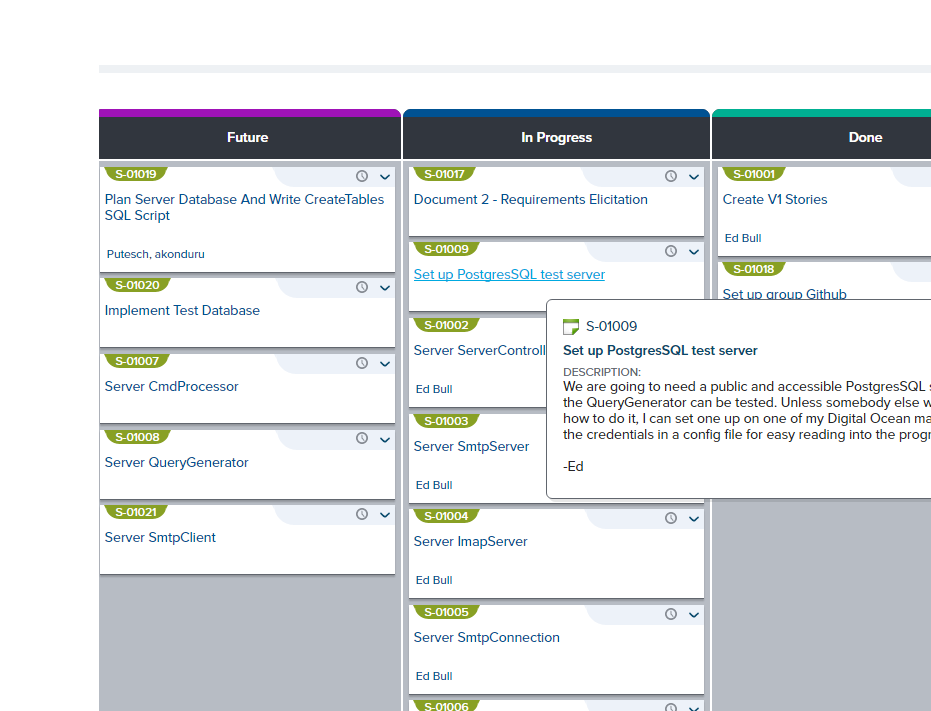 Future
In Progress
Done
S-01019
Plan Server Database And Write CreateTables
SQL Script
Putesch, akonduru
S-01020
Implement Test Database
S-01007
Server CmdProcessor
S-01008
Server QueryGenerator
S-01021
Server SmtpClient
S-01017
Document 2 - Requirements Elicitation
S-01009
Set up PostgresSQL test server
S-01002
Server ServerControll
Ed Bull
S-01003
Server SmtpServer
Ed Bull
S-01004
Server ImapServer
Ed Bull
S-01005
Server SmtpConnection
Ed Bull
S-01006
S-01001
Create V1 Stories
Ed Bull
S-01018
Set up group Github
S-01009
Set up PostgresSQL test server
DESCRIPTION:
We are going to need a public and accessible PostgresSQL s
the QueryGenerator can be tested. Unless somebody else w
how to do it, I can set one up on one of my Digital Ocean ma
the credentials in a config file for easy reading into the progr
-Ed